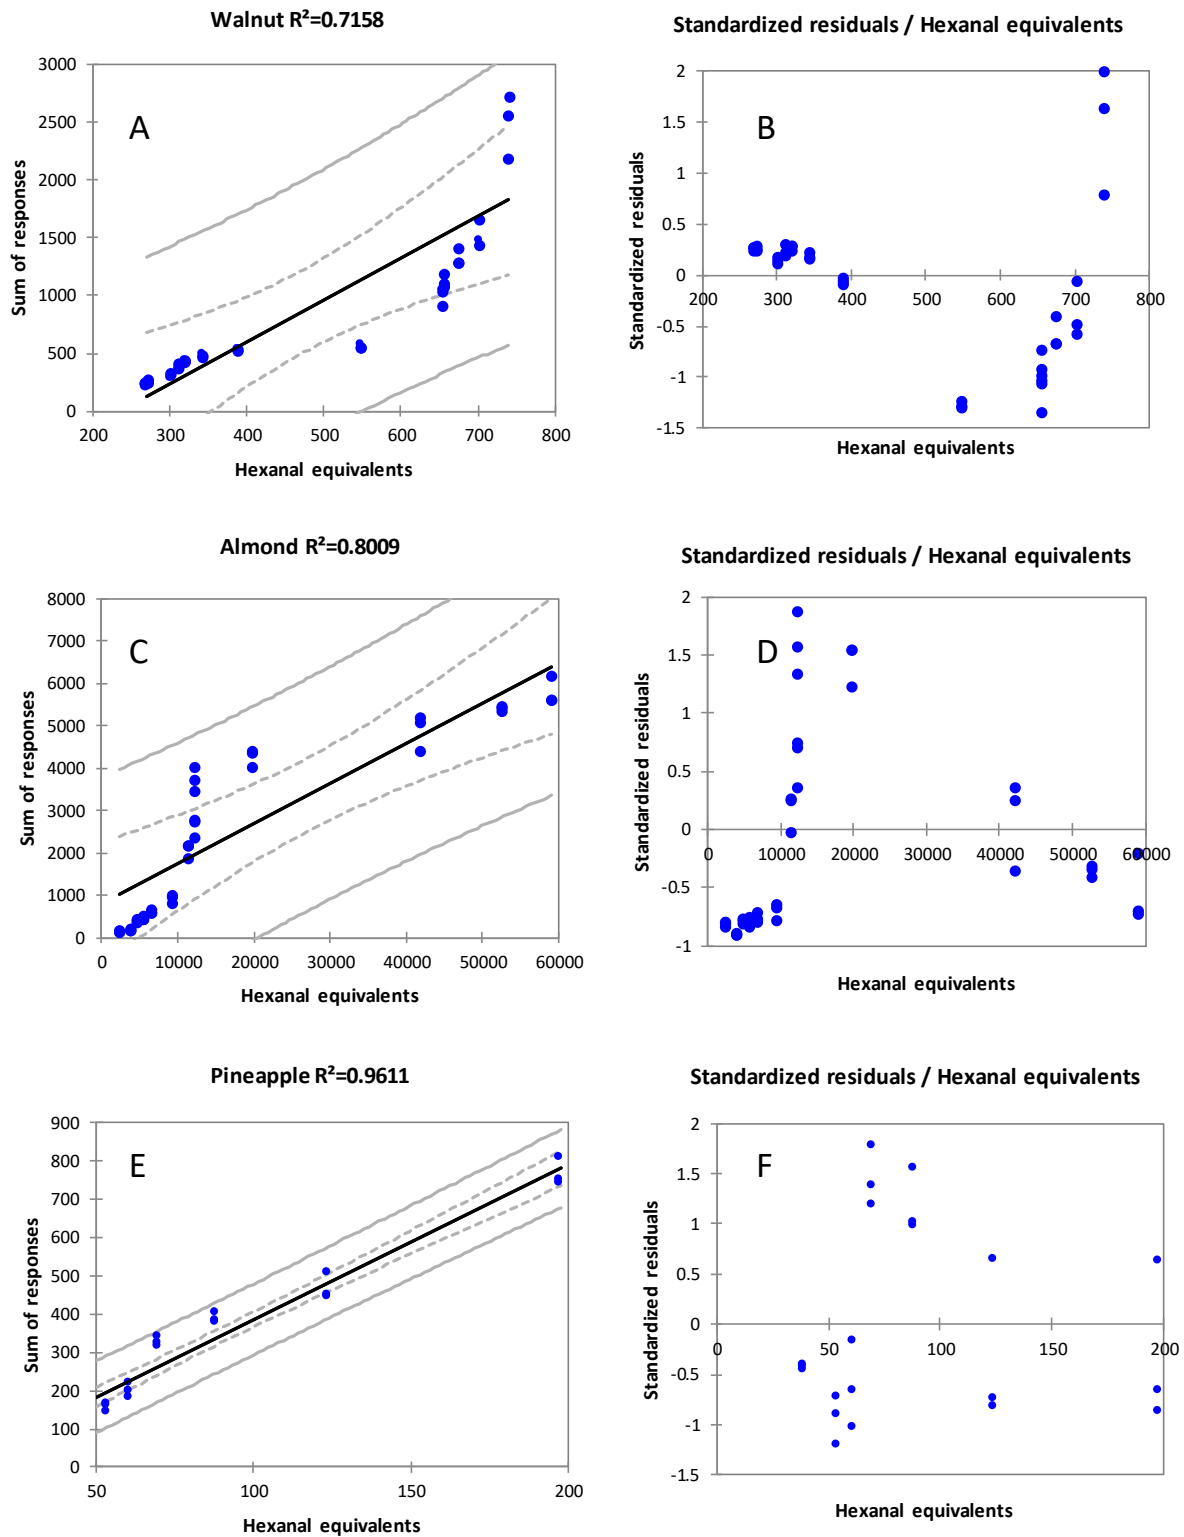 Walnut R²=0.7158
3000
2500
2000
1500
1000
500
0
200 300 400 500 600 700 800
Sum of responses
Hexanal equivalents
A
Standardized residuals / Hexanal equivalents
2
1.5
1
0.5
0
-0.5
-1
-1.5
200 300 400 500 600 700 800
Standardized residuals
Hexanal equivalents
B
Almond R²=0.8009
8000
7000
6000
5000
4000
3000
2000
1000
0
0 10000 20000 30000 40000 50000 60000
Sum of responses
Hexanal equivalents
C
Standardized residuals / Hexanal equivalents
2
1.5
1
0.5
0
-0.5
-1
0 10000 20000 30000 40000 50000 60000
Standardized residuals
Hexanal equivalents
D
Pineapple R²=0.9611
900
800
700
600
500
400
300
200
100
0
50 100 150 200
Sum of responses
Hexanal equivalents
E
Standardized residuals / Hexanal equivalents
2
1.5
1
0.5
0
-0.5
-1
-1.5
0 50 100 150 200
Standardized residuals
Hexanal equivalents
F